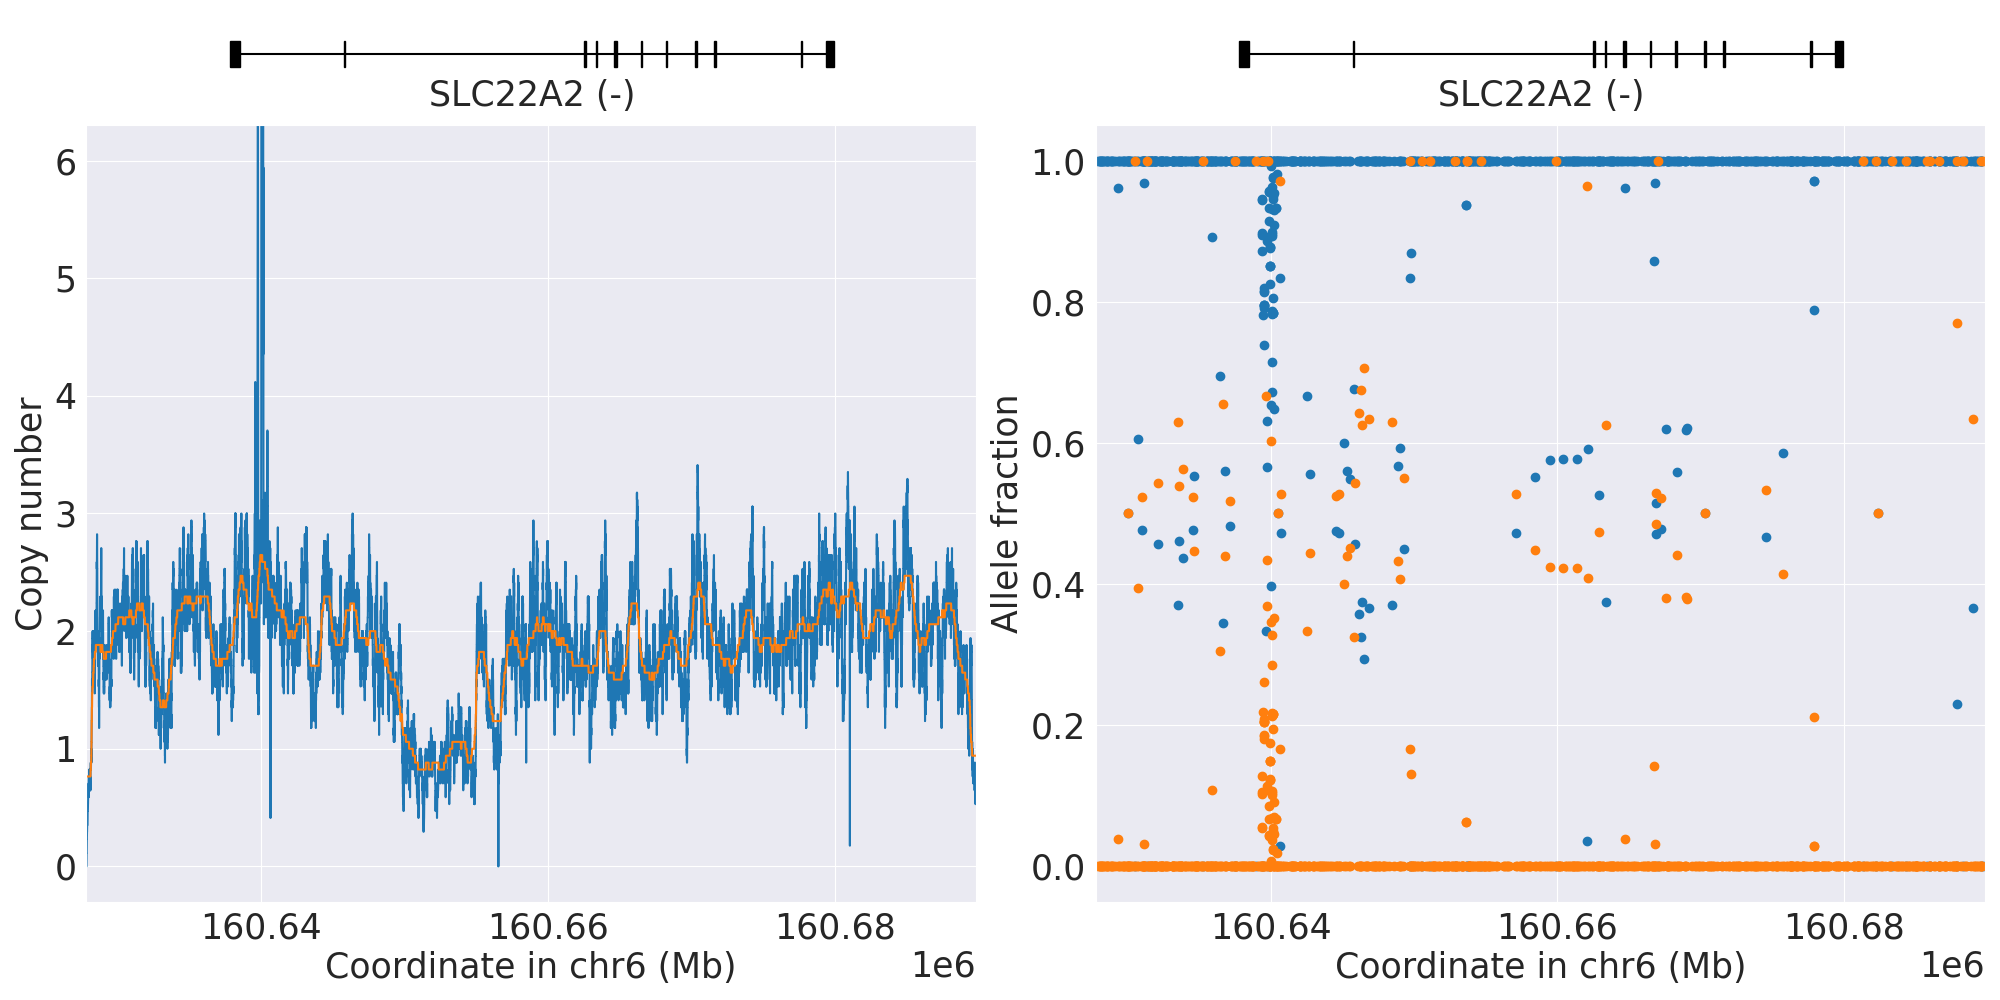 SLC22A2 (-)
Copy number
6
5
4
3
2
1
0
160.64
160.66
160.68
Coordinate in chr6 (Mb)
1e6
SLC22A2 (-)
Allele fraction
1.0
0.8
0.6
0.4
0.2
0.0
160.64
160.66
160.68
Coordinate in chr6 (Mb)
1e6